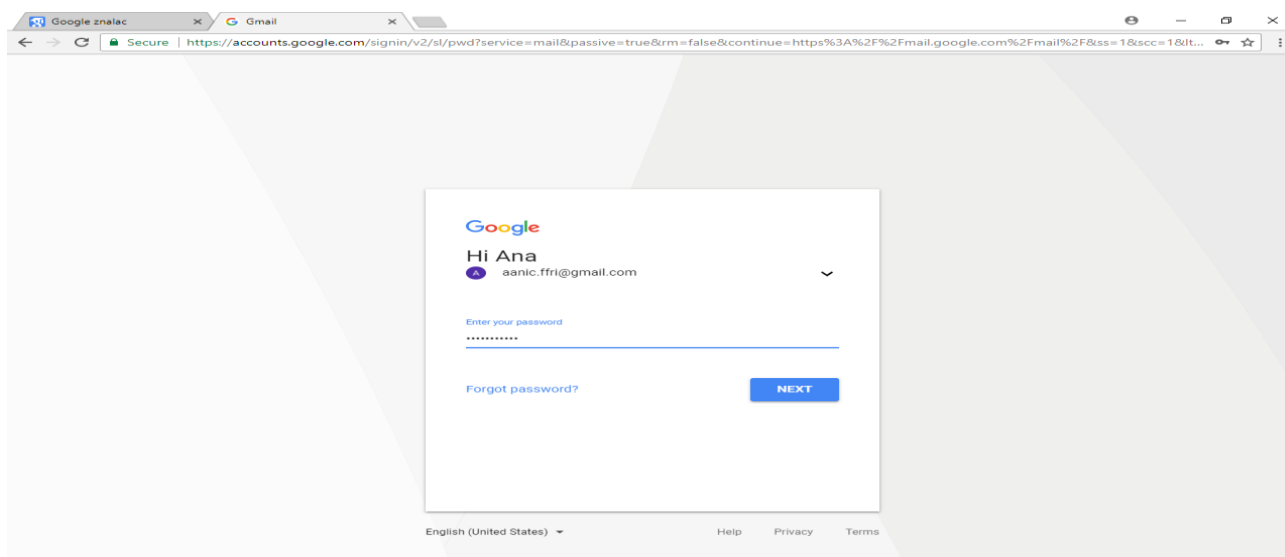 Google znalac
Gmail
Secure | https://accounts.google.com/signin/v2/sl/pwd?service=mail&passive=true&rm=false&continue=https%3A%2F%2Fmail.google.com%2Fmail%2F&ss=1&scc=1&lt...
Google
Hi Ana
A aanic.ffri@gmail.com
Enter your password
•••••••••••
Forgot password? NEXT
English (United States) Help Privacy Terms